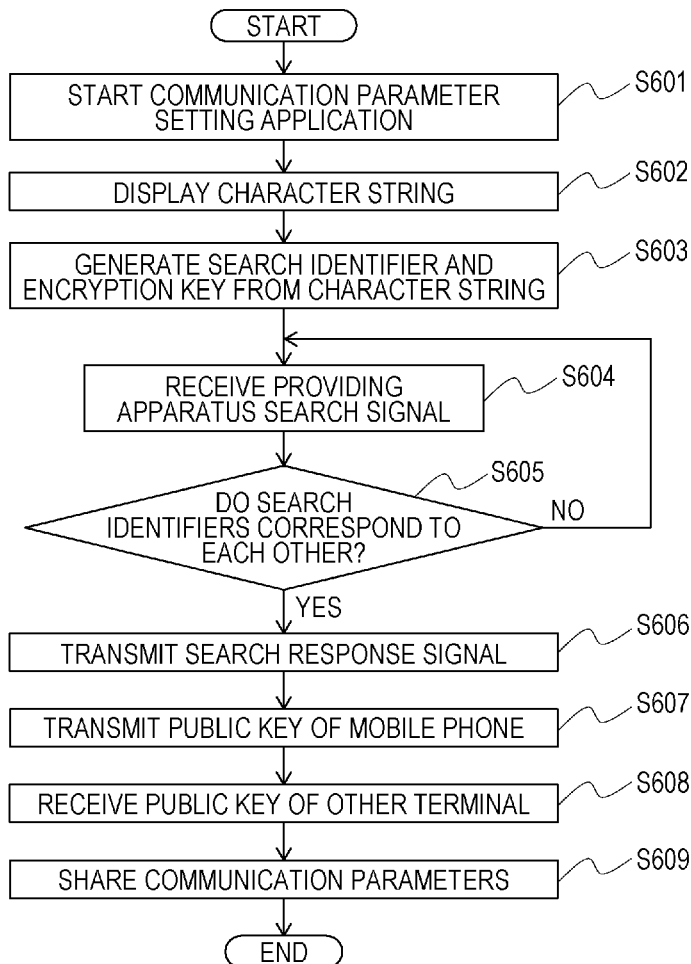 START
START COMMUNICATION PARAMETER
SETTING APPLICATION
S601
DISPLAY CHARACTER STRING
S602
GENERATE SEARCH IDENTIFIER AND
ENCRYPTION KEY FROM CHARACTER STRING
S603
RECEIVE PROVIDING
APPARATUS SEARCH SIGNAL
S604
DO SEARCH
IDENTIFIERS CORRESPOND TO
EACH OTHER?
S605
NO
YES
TRANSMIT SEARCH RESPONSE SIGNAL
S606
TRANSMIT PUBLIC KEY OF MOBILE PHONE
S607
RECEIVE PUBLIC KEY OF OTHER TERMINAL
S608
SHARE COMMUNICATION PARAMETERS
S609
END